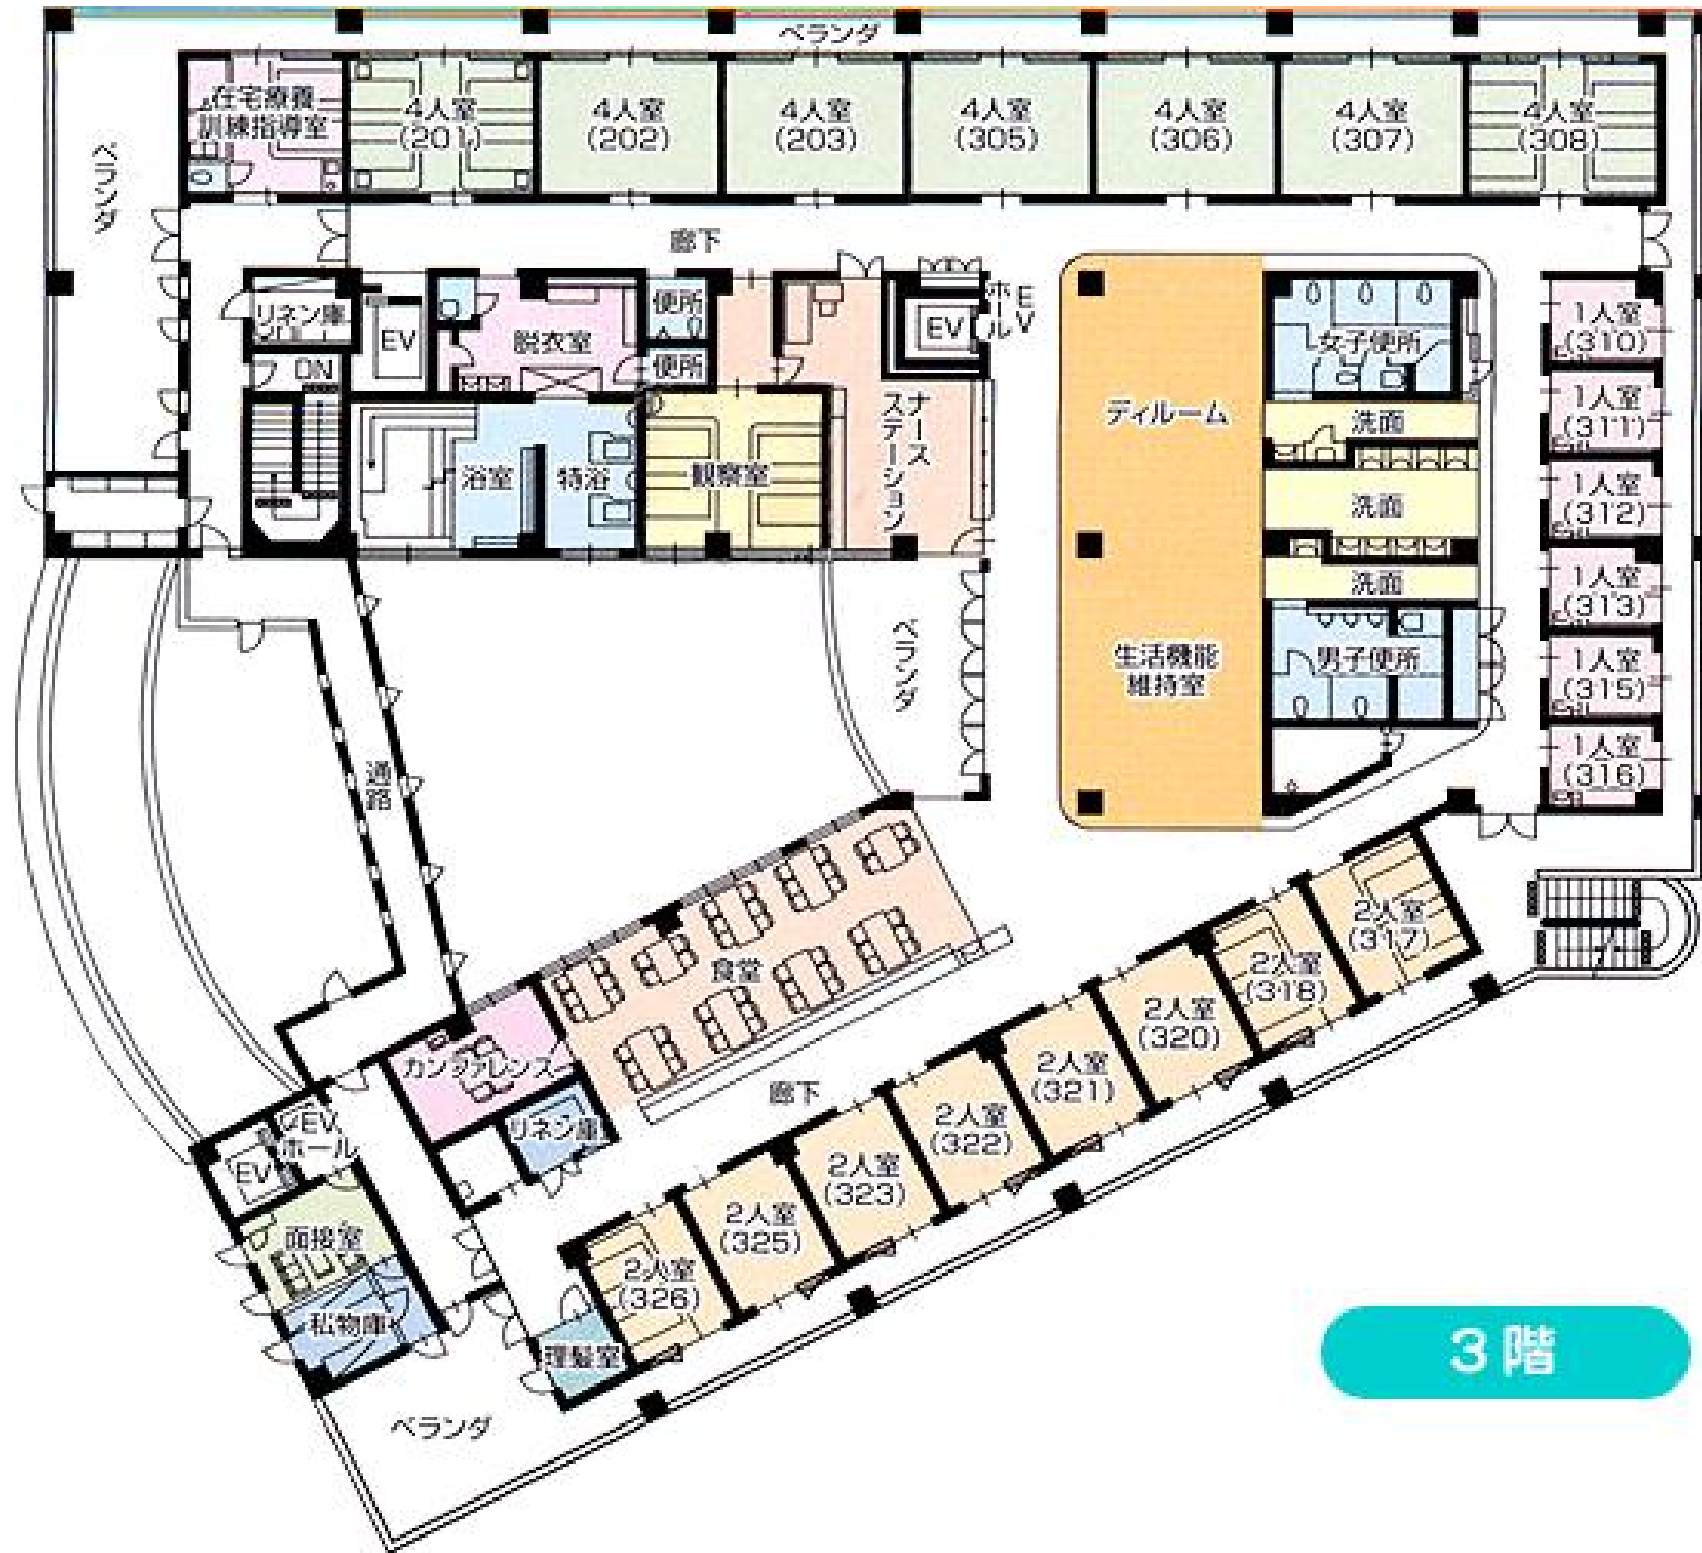 ベランダ
在宅療養
訓練指導室
4人室
(201)
4人室
(202)
4人室
(203)
4人室
(305)
4人室
(306)
4人室
(307)
4人室
(308)
ベランダ
廊下
リネン庫
EV
脱衣室
便所
便所
EV
EV
ホール
DN
ナース
ステーション
浴室
特浴
観察室
ディルーム
女子便所
洗面
洗面
洗面
生活機能
維持室
男子便所
1人室
(310)
1人室
(311)
1人室
(312)
1人室
(313)
1人室
(315)
1人室
(316)
ベランダ
通路
食堂
カンファレンス
リネン庫
廊下
2人室
(317)
2人室
(318)
2人室
(320)
2人室
(321)
2人室
(322)
2人室
(323)
2人室
(325)
2人室
(326)
EV
ホール
EV
面接室
私物庫
理髪室
ベランダ
3階